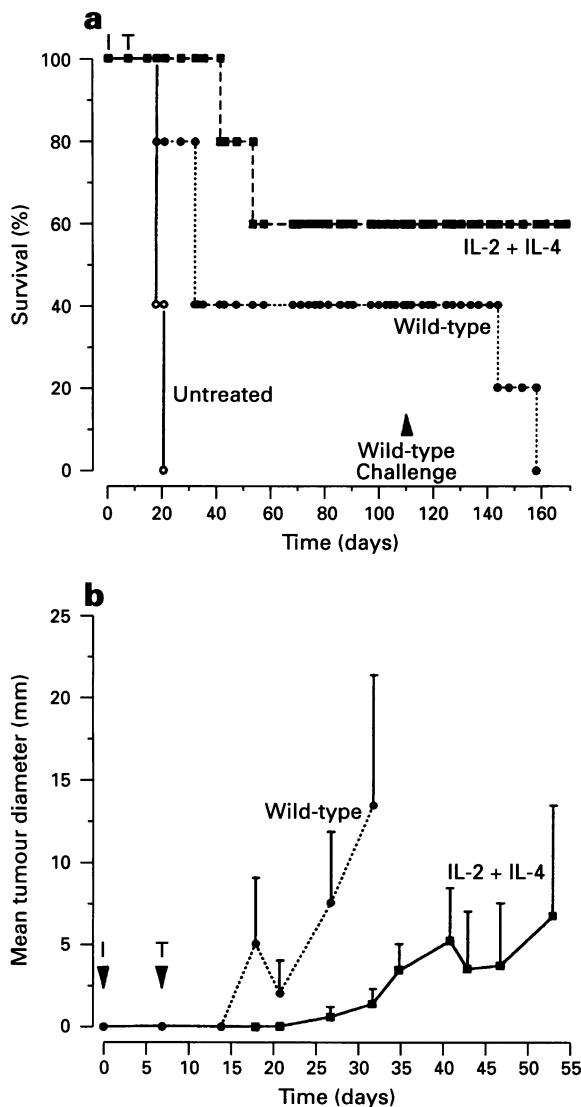 a
I T
100
80
60
40
20
0
Survival (%)
IL-2 + IL-4
Wild-type
Untreated
Wild-type
Challenge
0 20 40 60 80 100 120 140 160
Time (days)
b
25
20
15
10
5
0
Mean tumour diameter (mm)
Wild-type
IL-2 + IL-4
I T
0 5 10 15 20 25 30 35 40 45 50 55
Time (days)